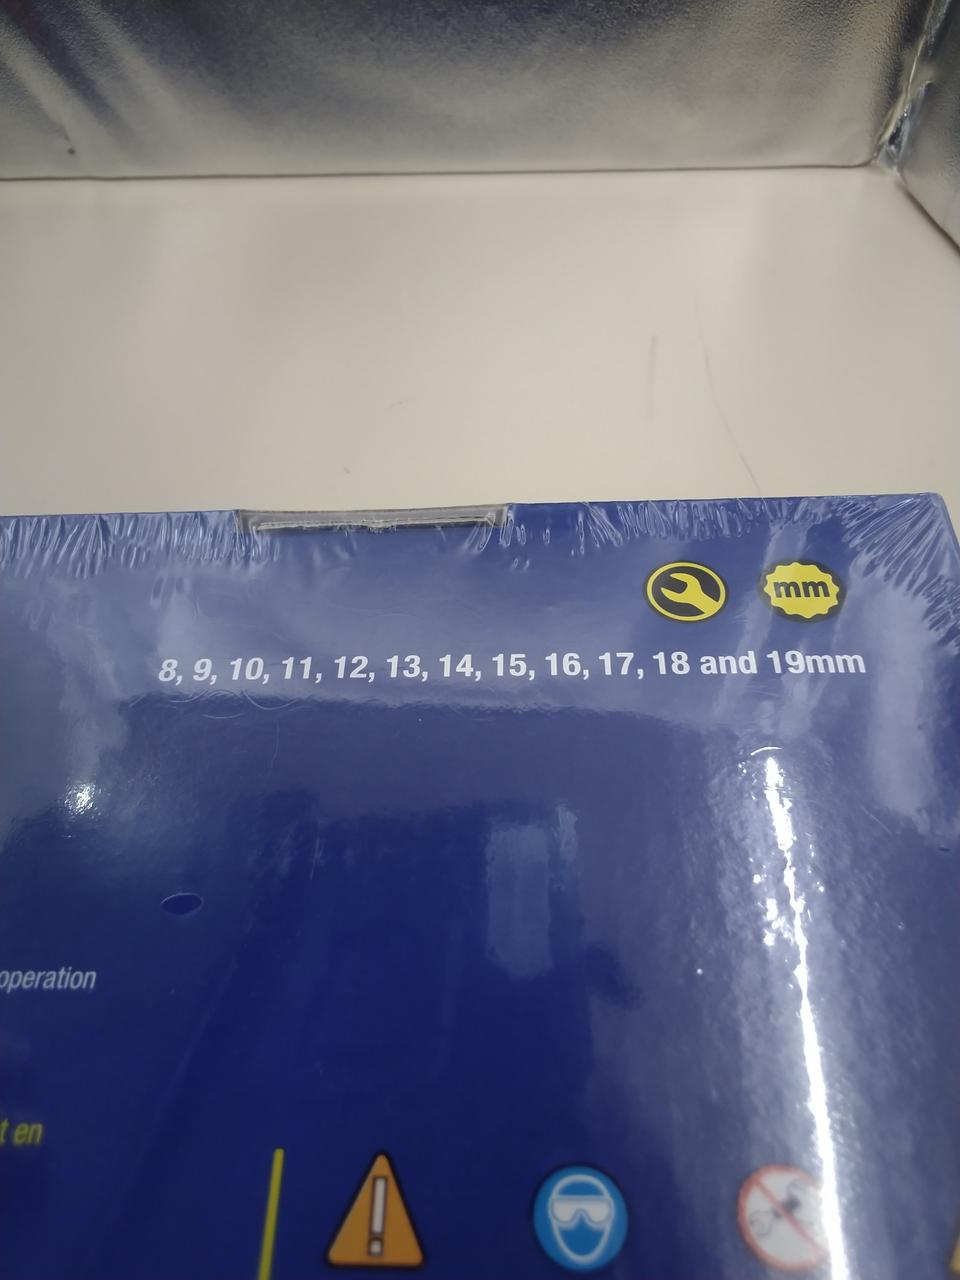 mm
8, 9, 10, 11, 12, 13, 14, 15, 16, 17, 18 and 19mm
operation
t en